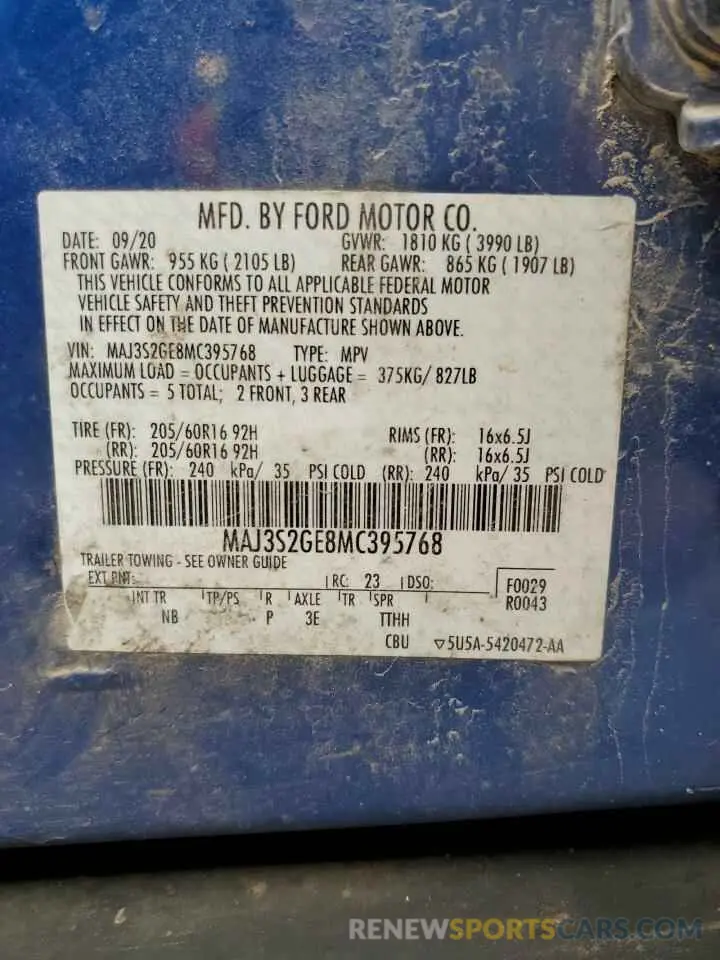 MFD. BY FORD MOTOR CO.
DATE: 09/20 GVWR: 1810 KG ( 3990 LB)
FRONT GAWR: 955 KG ( 2105 LB) REAR GAWR: 865 KG ( 1907 LB)
THIS VEHICLE CONFORMS TO ALL APPLICABLE FEDERAL MOTOR
VEHICLE SAFETY AND THEFT PREVENTION STANDARDS
IN EFFECT ON THE DATE OF MANUFACTURE SHOWN ABOVE.
VIN: MAJ3S2GE8MC395768 TYPE: MPV
MAXIMUM LOAD = OCCUPANTS + LUGGAGE = 375KG/ 827LB
OCCUPANTS = 5 TOTAL; 2 FRONT, 3 REAR
TIRE (FR): 205/60R16 92H RIMS (FR): 16x6.5J
(RR): 205/60R16 92H (RR): 16x6.5J
PRESSURE (FR): 240 kPa/ 35 PSI COLD (RR): 240 kPa/ 35 PSI COLD
MAJ3S2GE8MC395768
TRAILER TOWING - SEE OWNER GUIDE
EXT PNT: RC: 23 DSO: F0029
R0043
INT TR TP/PS R AXLE TR SPR
NB P 3E TTHH
CBU ▽5U5A-5420472-AA
RENEWSPORTSCARS.COM